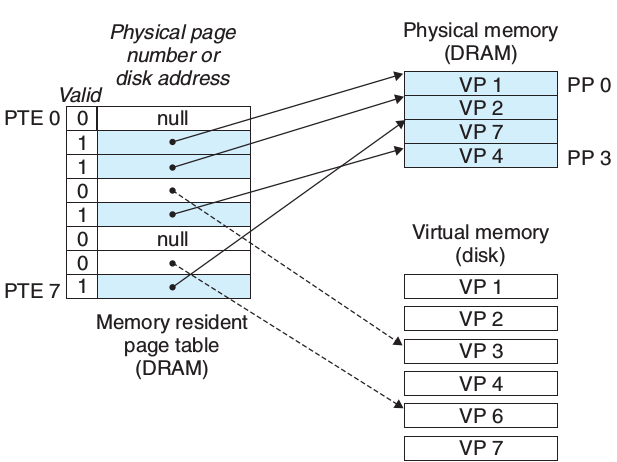 Physical page
number or
disk address
Valid
PTE 0
0
null
1
1
0
1
0
null
0
PTE 7
1
Memory resident
page table
(DRAM)
Physical memory
(DRAM)
VP 1
PP 0
VP 2
VP 7
VP 4
PP 3
Virtual memory
(disk)
VP 1
VP 2
VP 3
VP 4
VP 6
VP 7